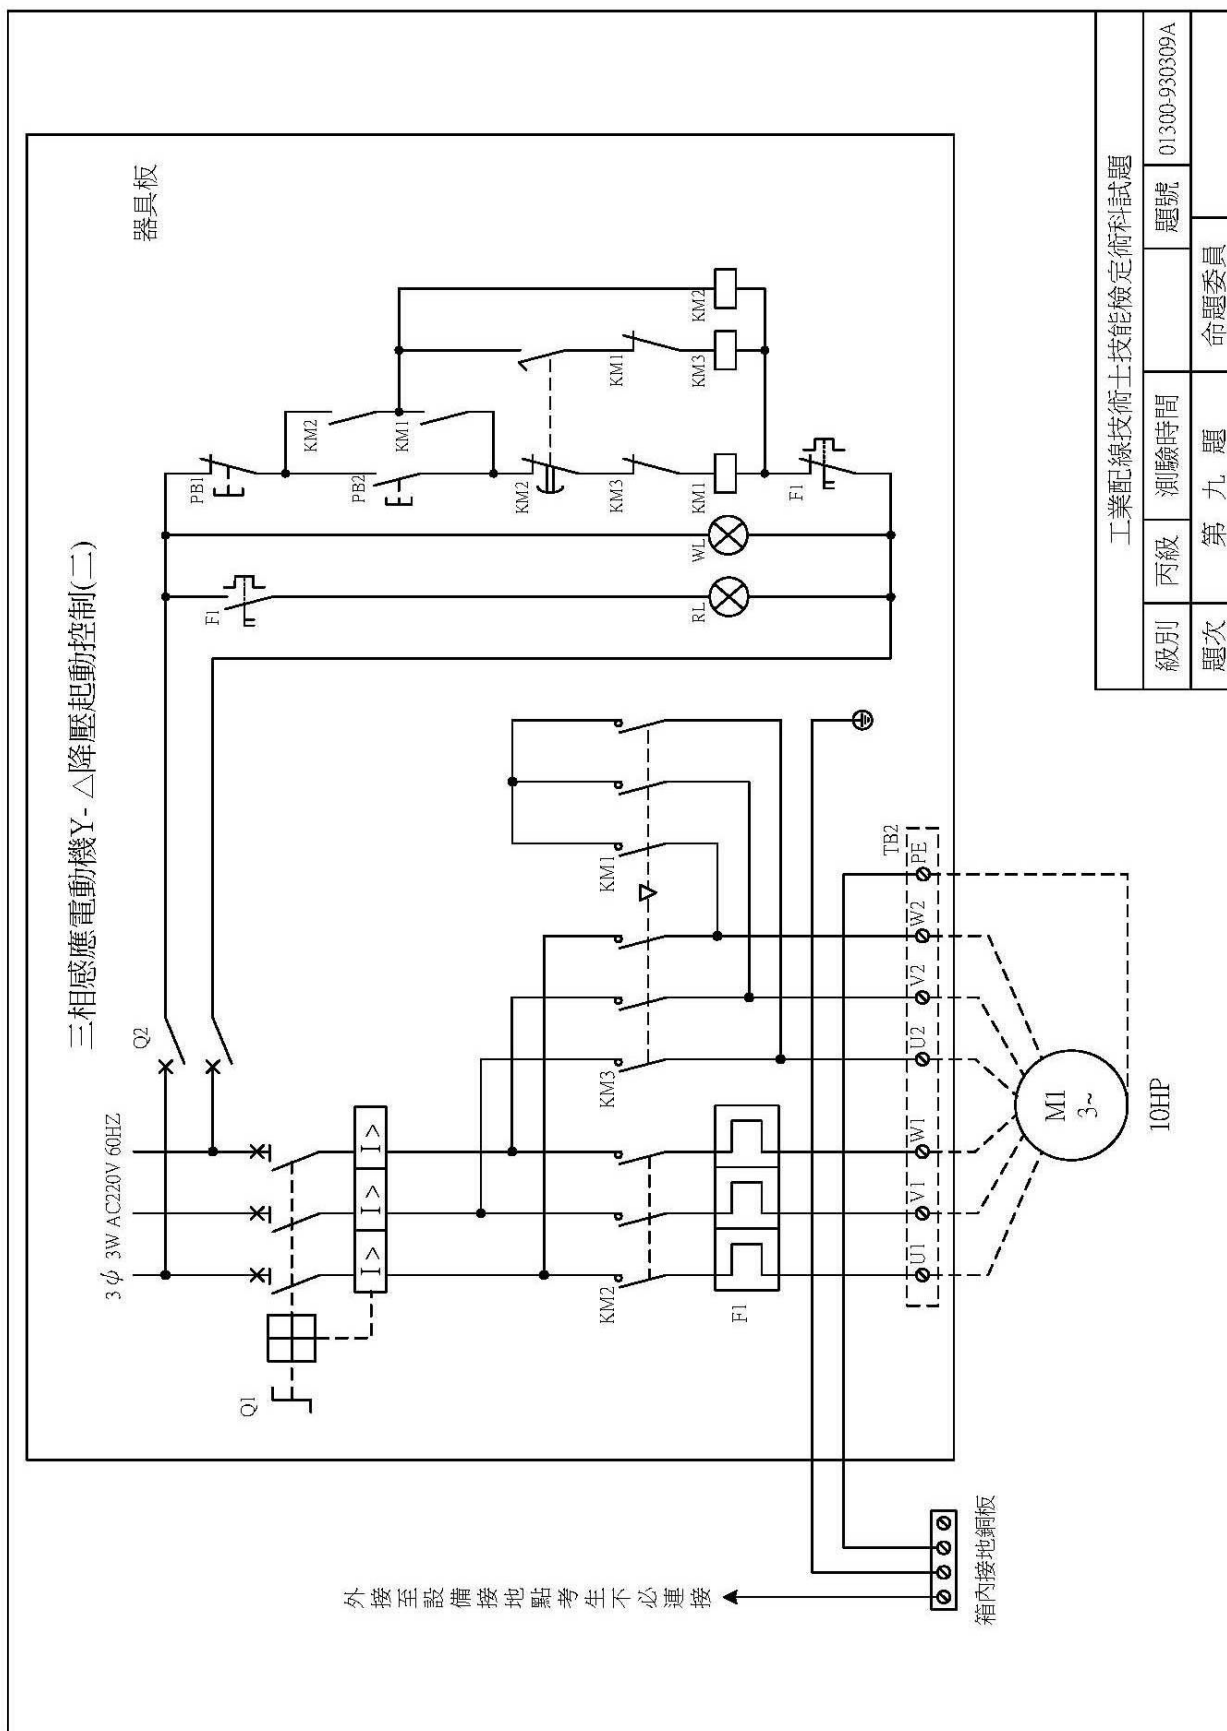 三相感應電動機Y-△降壓起動控制(二)
器具板
3φ 3W AC220V 60HZ
Q2
Q1
I>
I>
I>
KM2
KM3
KM1
F1
TB2
U1
V1
W1
U2
V2
W2
PE
M1
3~
10HP
F1
RL
WL
PB1
PB2
KM2
KM1
KM2
KM3
KM1
F1
KM1
KM3
KM2
外接至設備接地點考生不必連接
箱內接地銅板
工業配線技術士技能檢定術科試題
級別 丙級 測驗時間 題號 01300-930309A
題次 第 九 題 命題委員